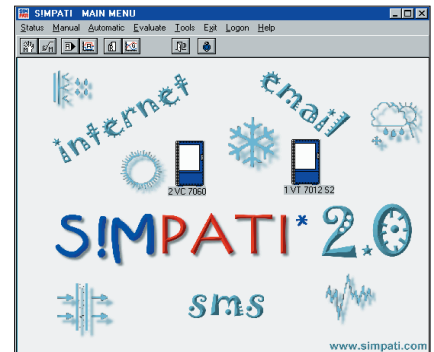 S!MPATI MAIN MENU
Status Manual Automatic Evaluate Tools Exit Logon Help
internet email
2 VC 7060 1 VT 7012 S2
S!MPATI* 2.0
sms
www.simpati.com